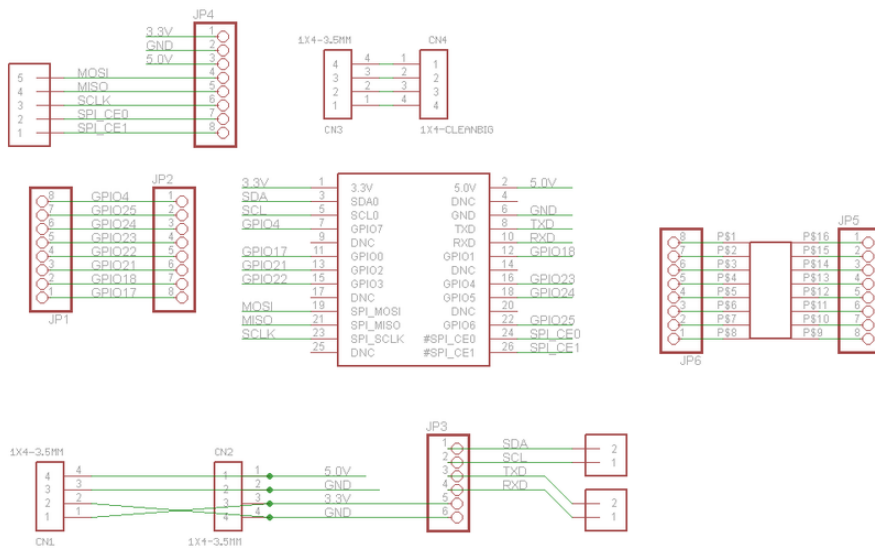 JP4
3.3V 1
GND 2
5.0V 3
5 MOSI 4
4 MISO 5
3 SCLK 6
2 SPI_CE0 7
1 SPI_CE1 8
1X4-3.5MM CN4
4 4 1 1
3 3 2 2
2 2 3 3
1 1 4 4
CN3 1X4-CLEANBIG
JP2
8 GPIO4 1
7 GPIO25 2
6 GPIO24 3
5 GPIO23 4
4 GPIO22 5
3 GPIO21 6
2 GPIO18 7
1 GPIO17 8
JP1
3.3V 1 3.3V 5.0V 2 5.0V
SDA 3 SDA0 DNC 4
SCL 5 SCL0 GND 6 GND
GPIO4 7 GPIO7 TXD 8 TXD
9 DNC RXD 10 RXD
GPIO17 11 GPIO0 GPIO1 12 GPIO18
GPIO21 13 GPIO2 DNC 14
GPIO22 15 GPIO3 GPIO4 16 GPIO23
17 DNC GPIO5 18 GPIO24
MOSI 19 SPI_MOSI DNC 20
MISO 21 SPI_MISO GPIO6 22 GPIO25
SCLK 23 SPI_SCLK #SPI_CE0 24 SPI_CE0
25 DNC #SPI_CE1 26 SPI_CE1
JP5
8 P$1 P$16 1
7 P$2 P$15 2
6 P$3 P$14 3
5 P$4 P$13 4
4 P$5 P$12 5
3 P$6 P$11 6
2 P$7 P$10 7
1 P$8 P$9 8
JP6
1X4-3.5MM CN2
4 4 1 1 5.0V
3 3 2 2 GND
2 2 3 3 3.3V
1 1 4 4 GND
CN1 1X4-3.5MM
JP3
1 SDA 2
2 SCL 1
3 TXD
4 RXD 2
5 1
6